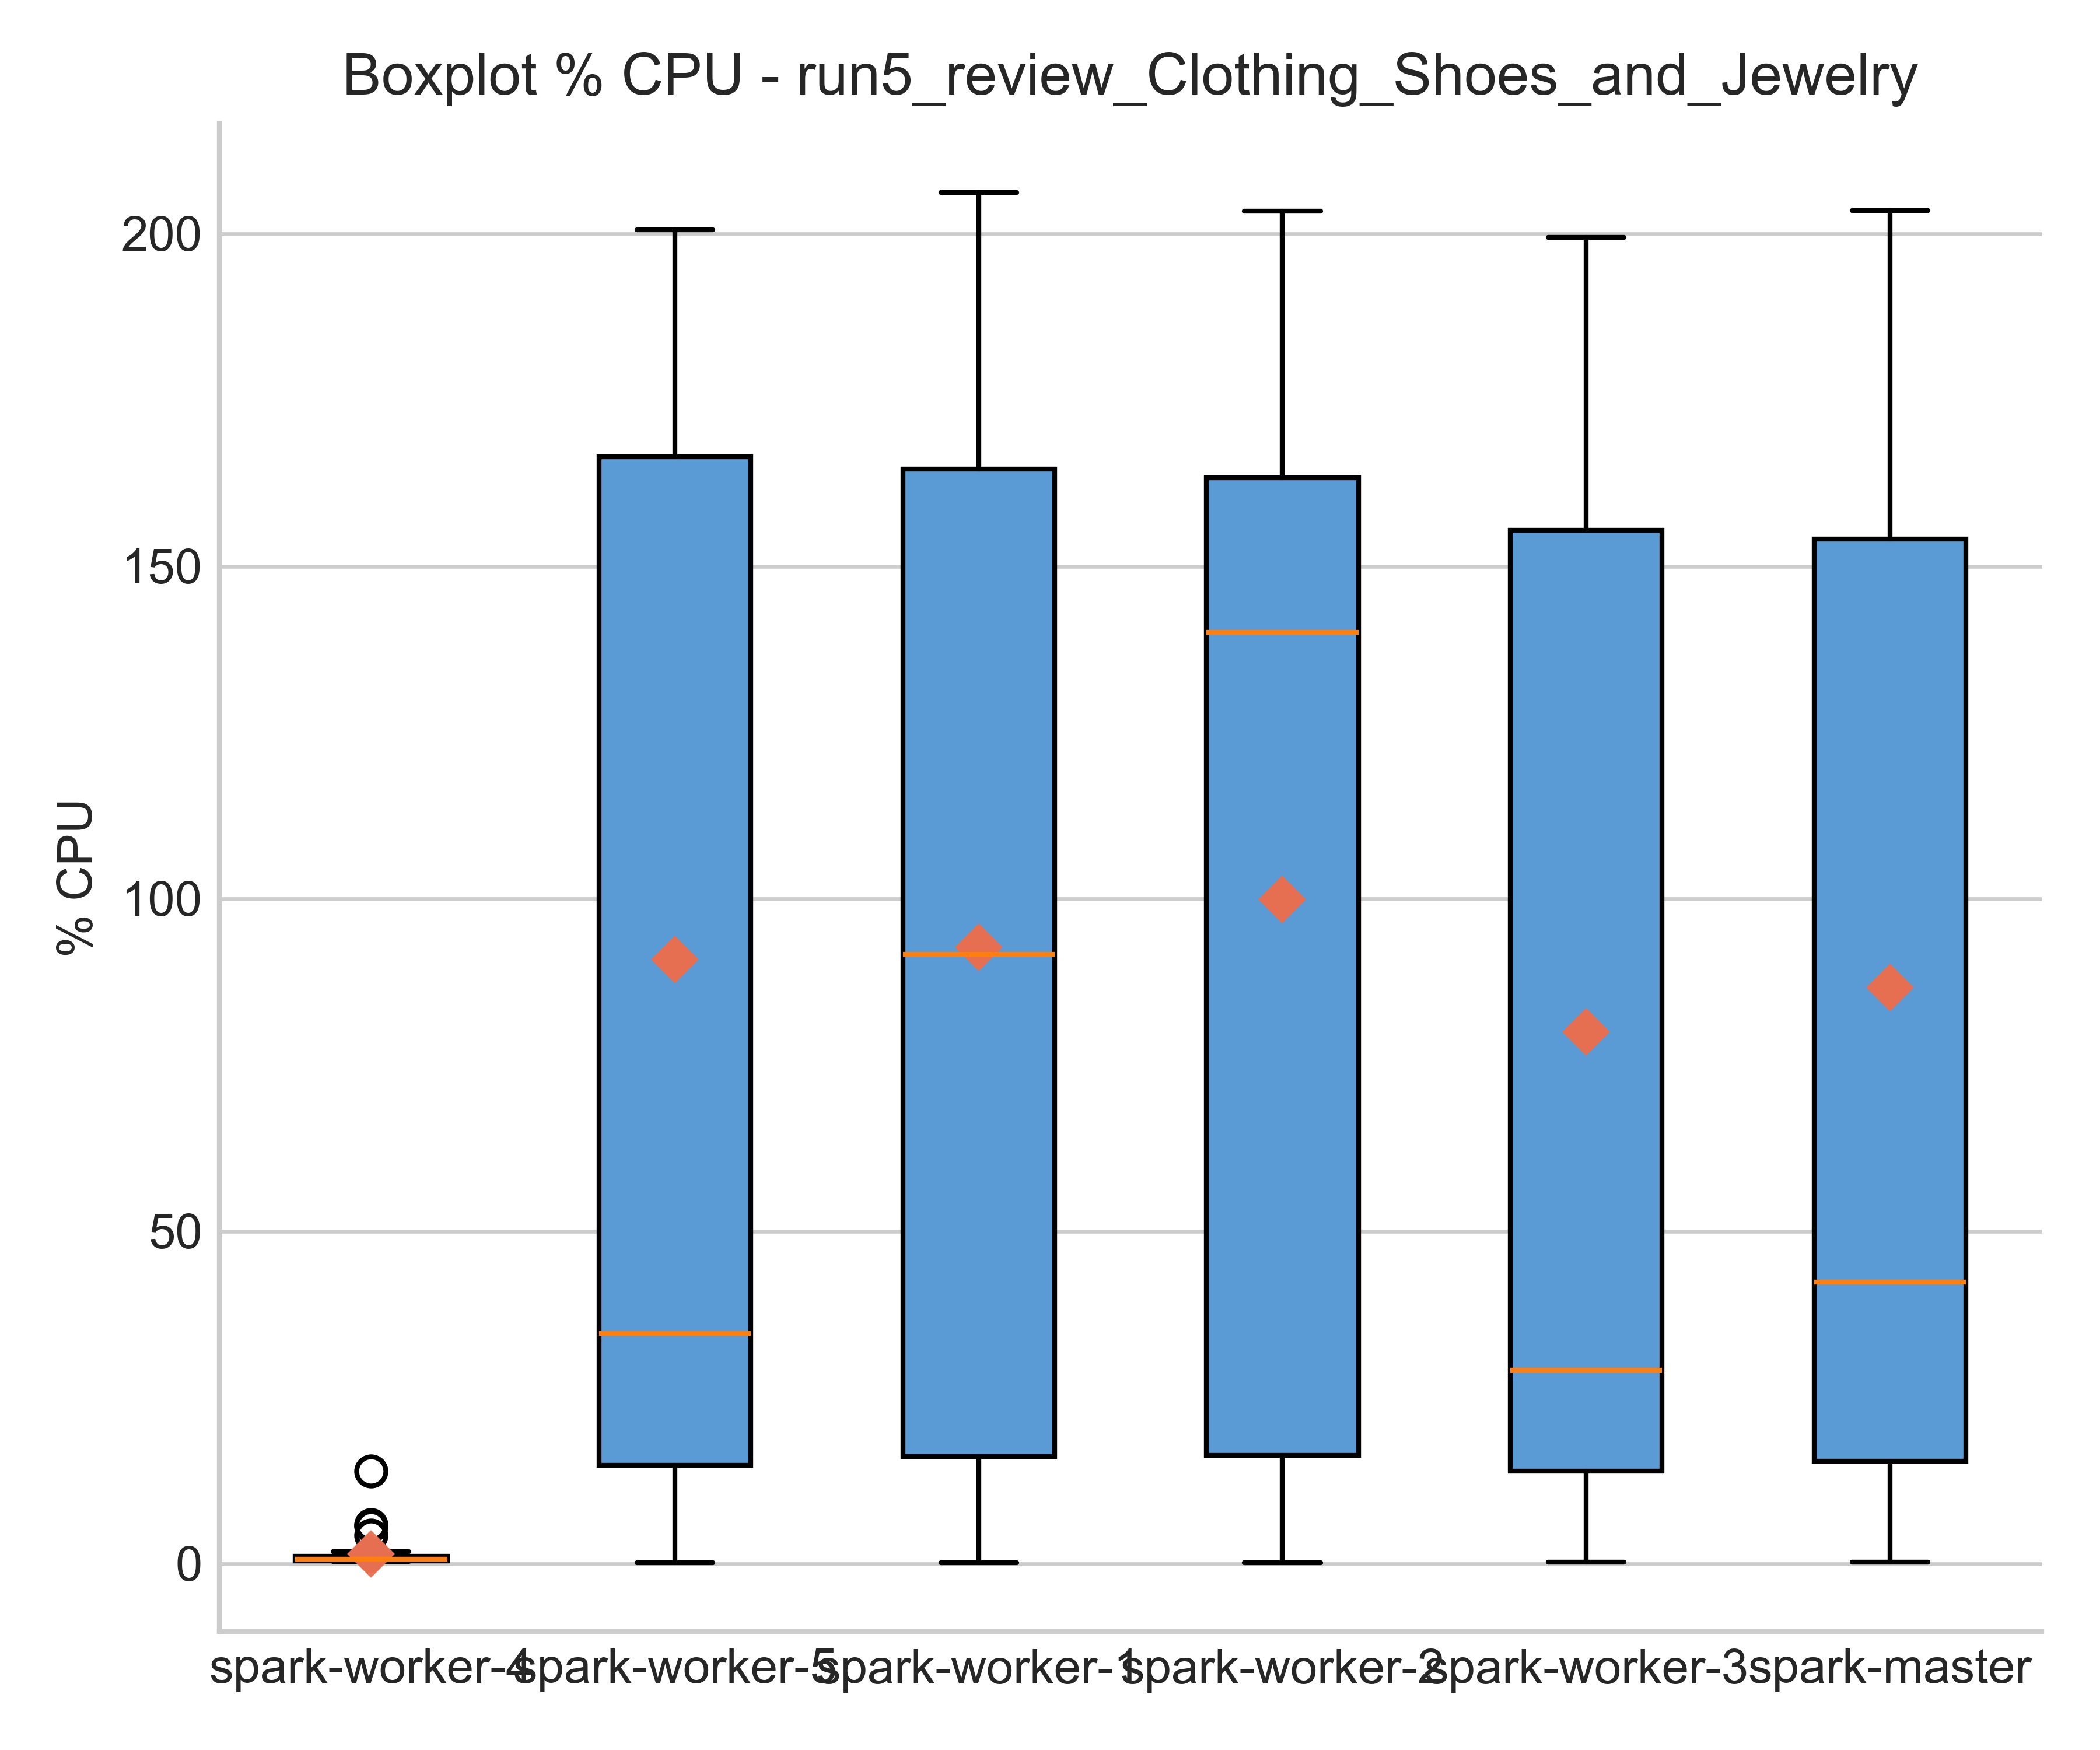 Boxplot % CPU - run5_review_Clothing_Shoes_and_Jewelry
% CPU
200
150
100
50
0
spark-worker-4
spark-worker-5
spark-worker-1
spark-worker-2
spark-worker-3
spark-master